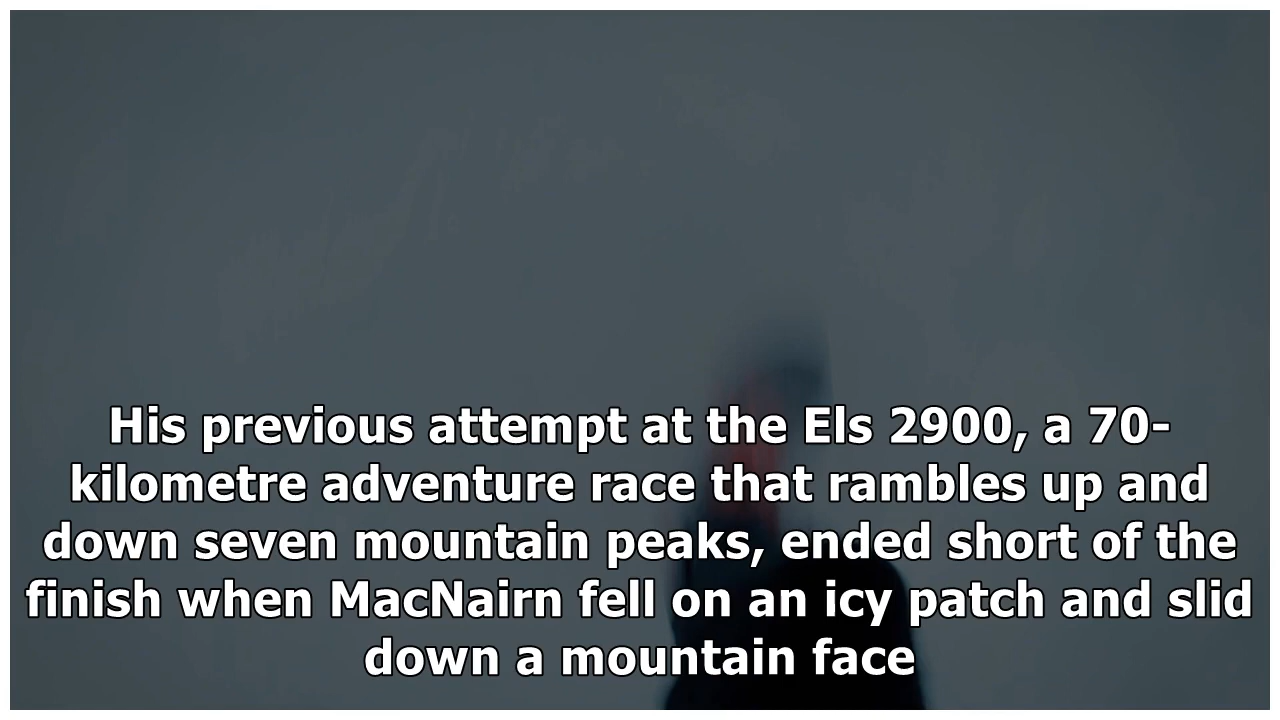 His previous attempt at the Els 2900, a 70-
kilometre adventure race that rambles up and
down seven mountain peaks, ended short of the
finish when MacNairn fell on an icy patch and slid
down a mountain face